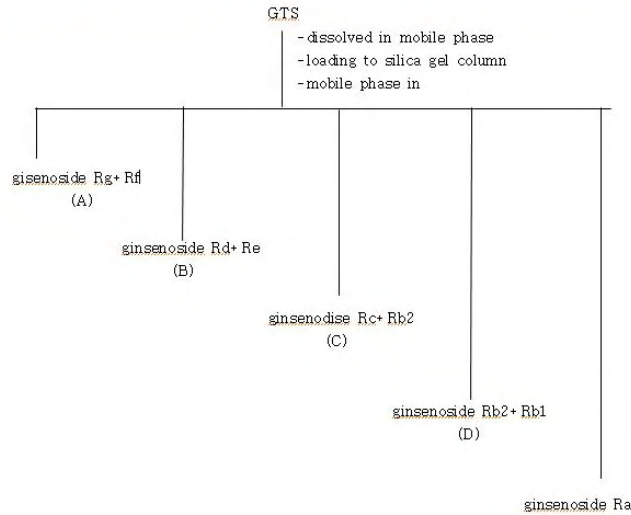 GTS
-dissolved in mobile phase
-loading to silica gel column
-mobile phase in
gisenoside Rg+Rf
(A)
ginsenoside Rd+Re
(B)
ginsenodise Rc+Rb2
(C)
ginsenoside Rb2+Rb1
(D)
ginsenoside Ra